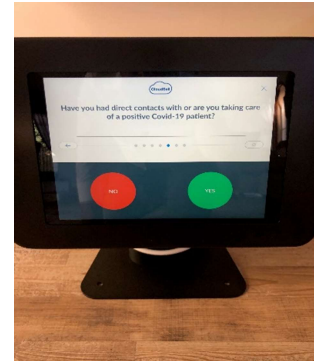 Have you had direct contacts with or are you taking care
of a positive Covid-19 patient?
NO
YES